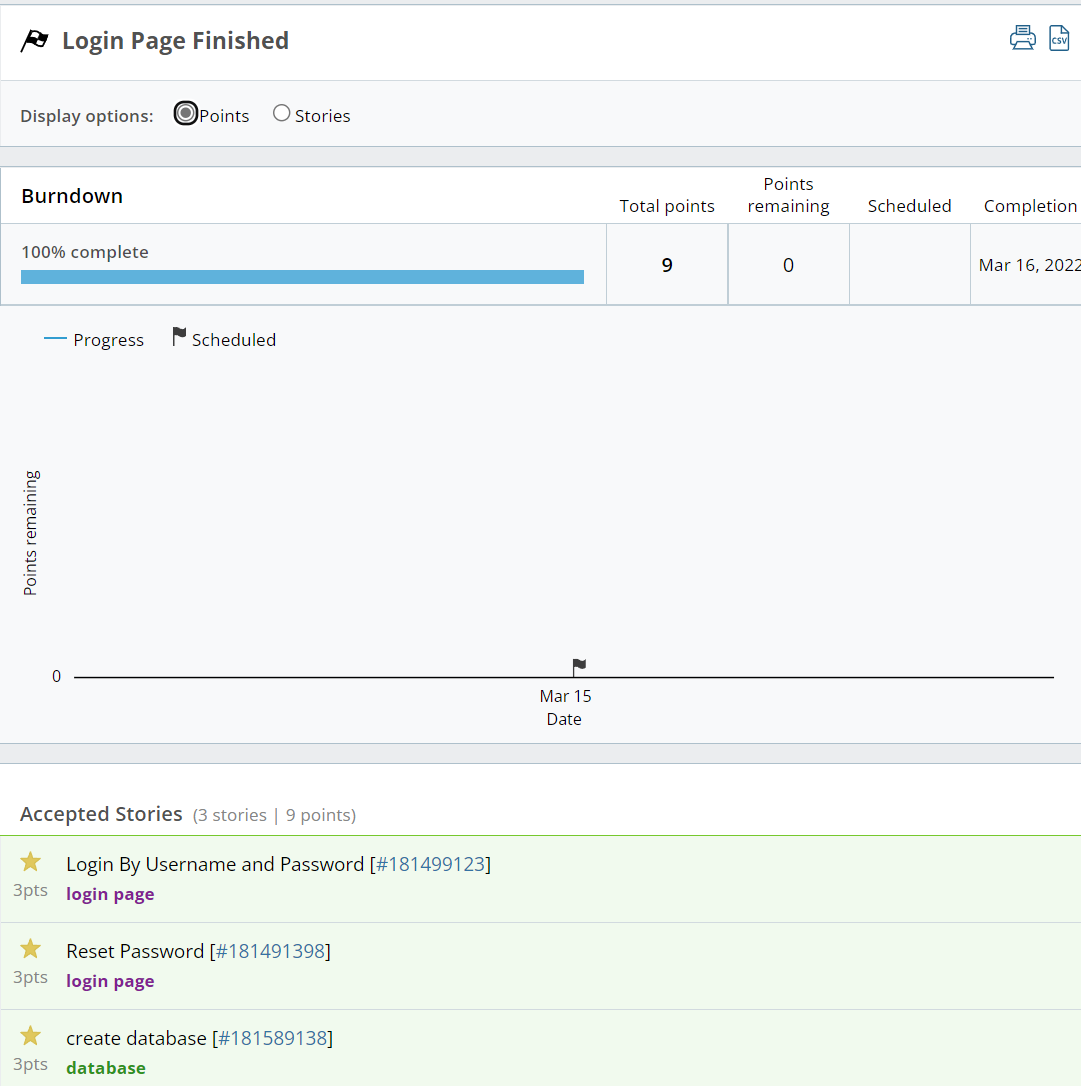 Login Page Finished
CSV
Display options: Points Stories
Burndown
Total points
Points
remaining
Scheduled
Completion
100% complete
9
0
Mar 16, 2022
Progress Scheduled
Points remaining
0
Mar 15
Date
Accepted Stories (3 stories | 9 points)
Login By Username and Password [#181499123]
3pts
login page
Reset Password [#181491398]
3pts
login page
create database [#181589138]
3pts
database